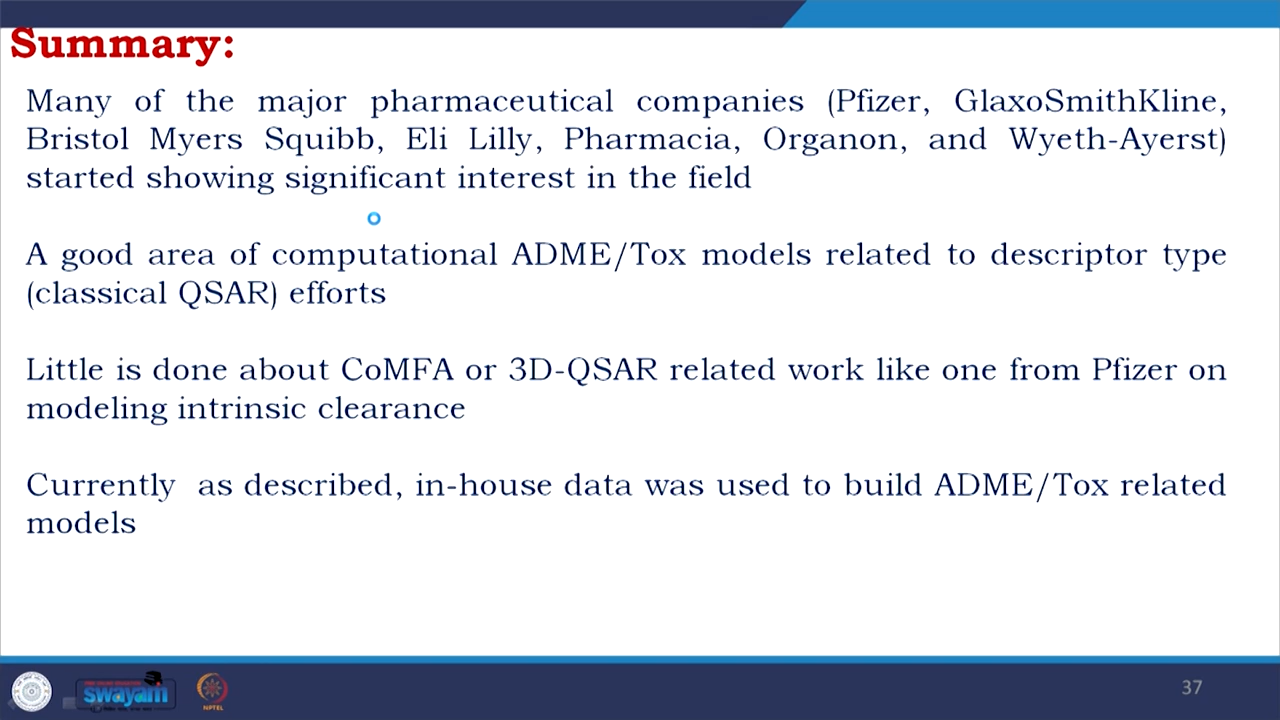 Summary:
Many of the major pharmaceutical companies (Pfizer, GlaxoSmithKline,
Bristol Myers Squibb, Eli Lilly, Pharmacia, Organon, and Wyeth-Ayerst)
started showing significant interest in the field
A good area of computational ADME/Tox models related to descriptor type
(classical QSAR) efforts
Little is done about CoMFA or 3D-QSAR related work like one from Pfizer on
modeling intrinsic clearance
Currently as described, in-house data was used to build ADME/Tox related
models
swayam
NPTEL
37